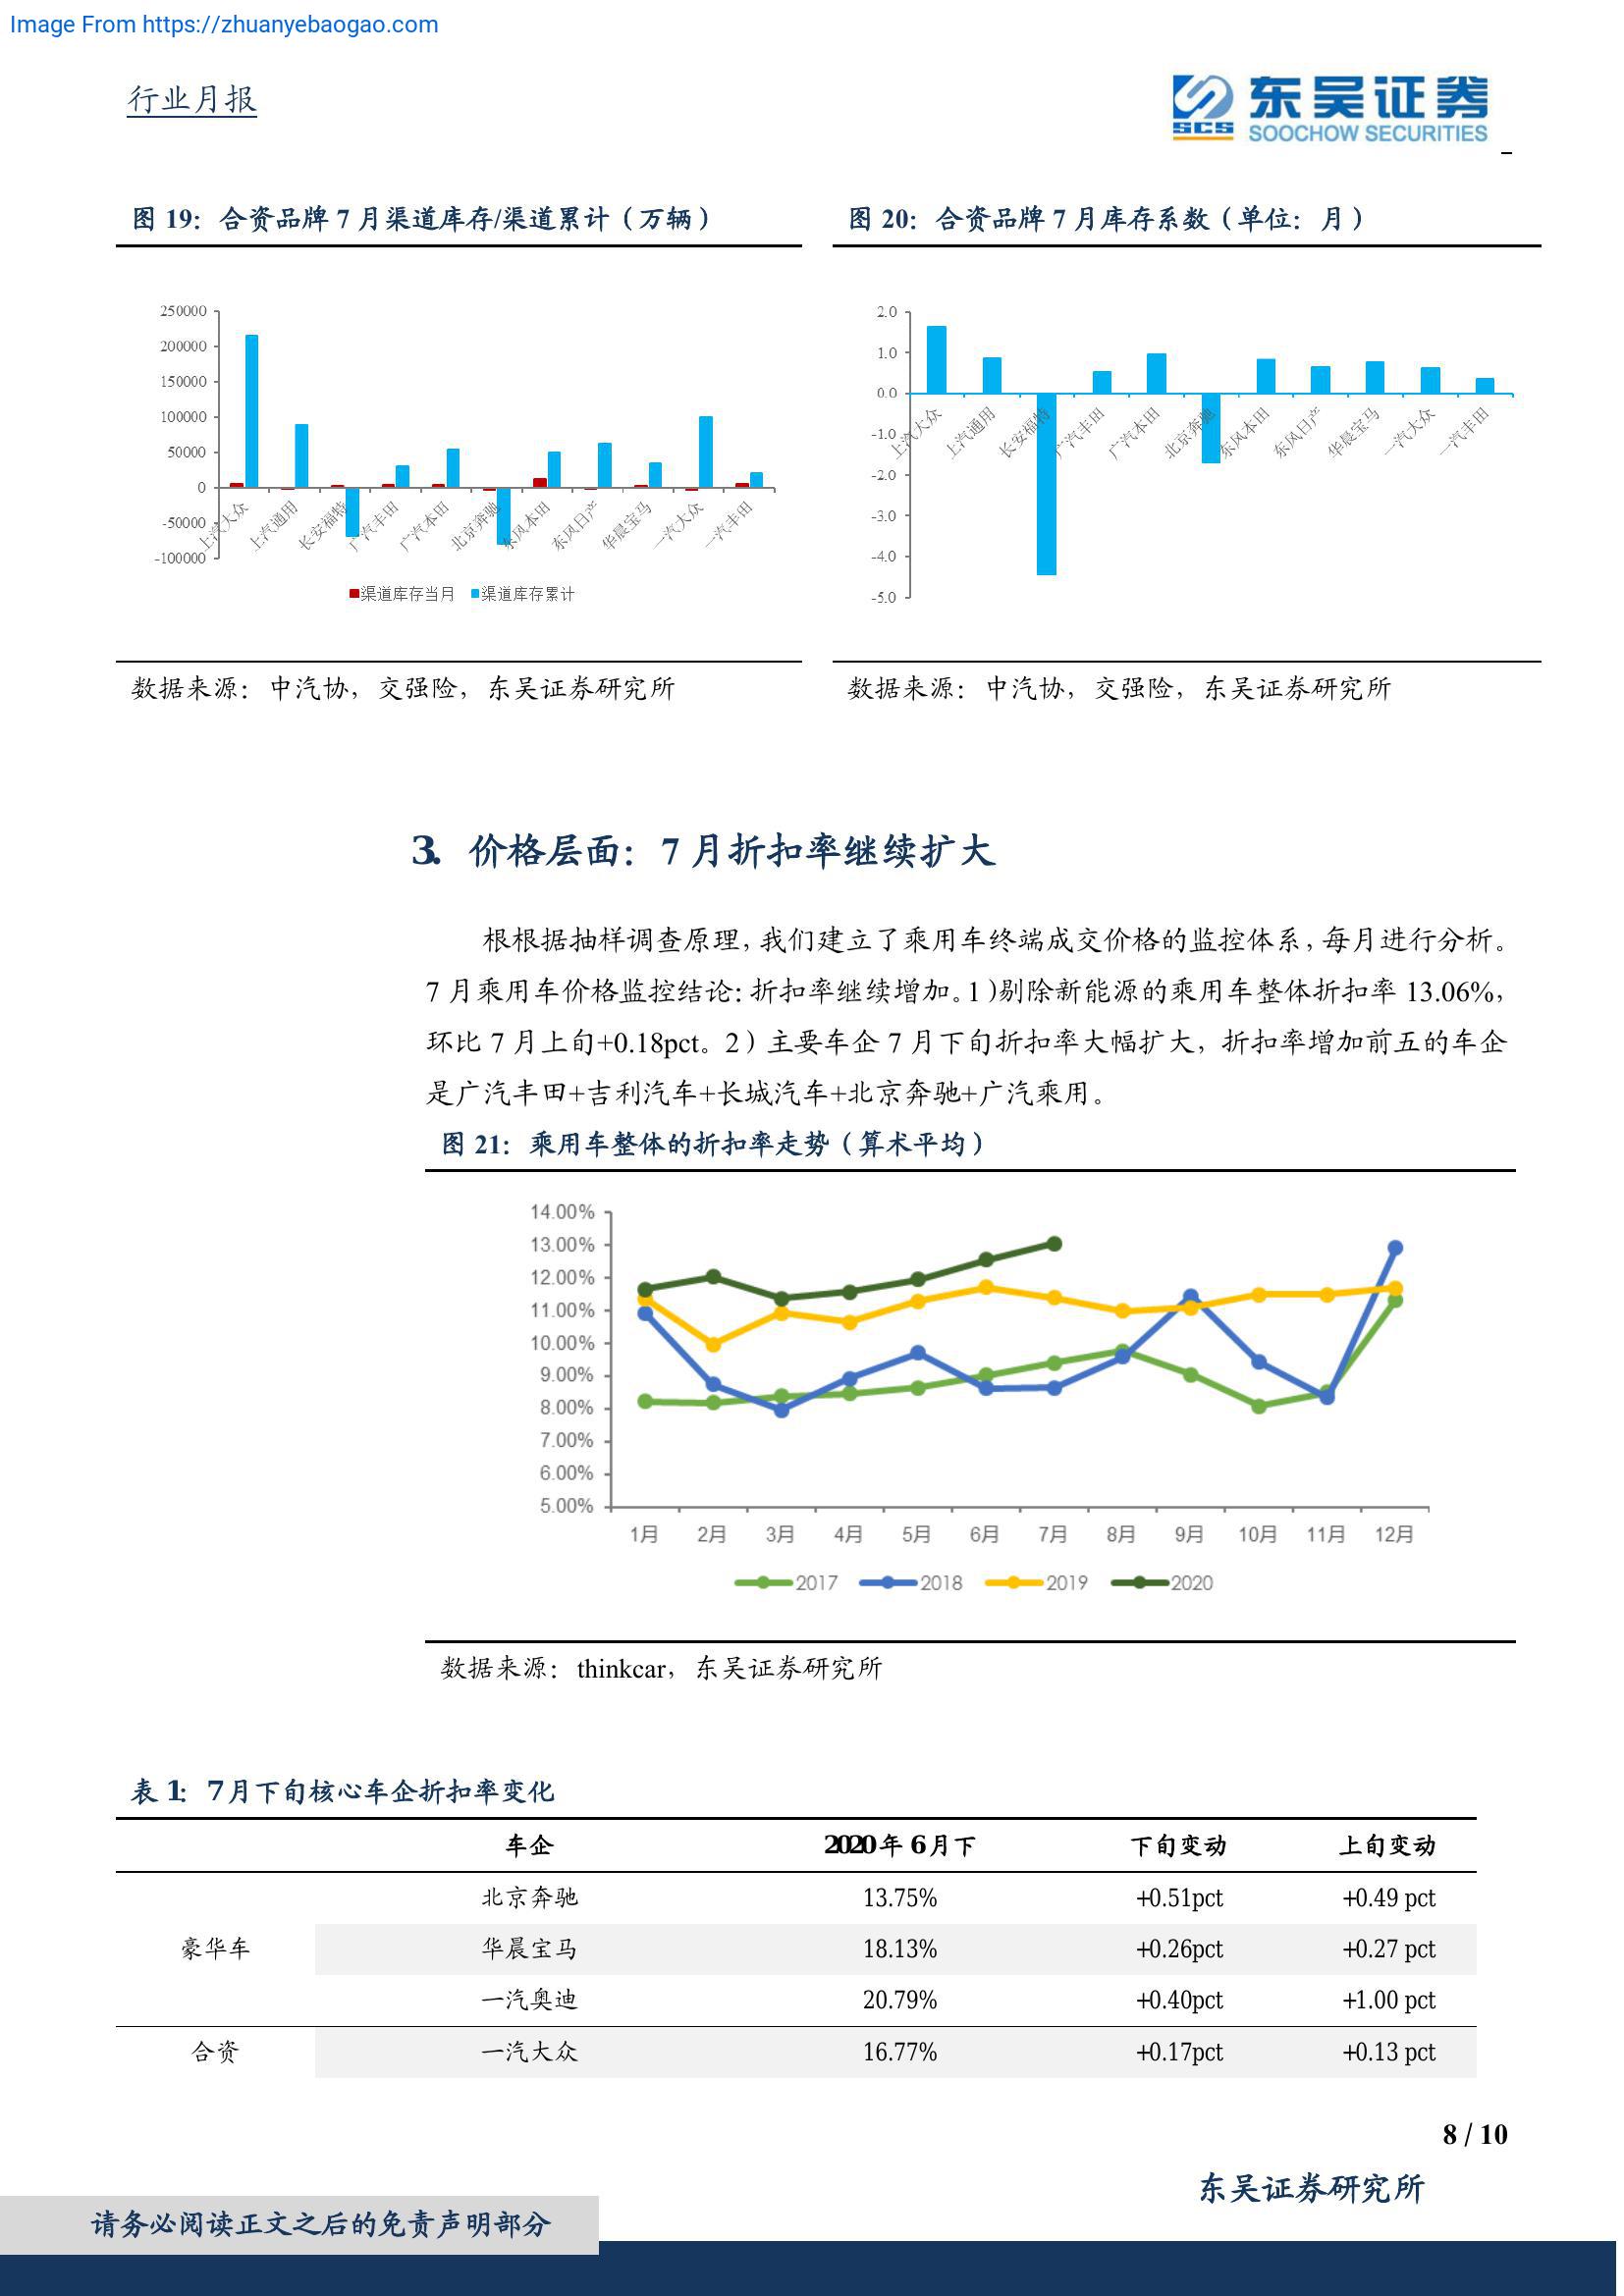 Image From https://zhuanyebaogao.com
行业月报
东吴证券
SCS SOOCHOW SECURITIES
图 19：合资品牌 7 月渠道库存/渠道累计（万辆）
250000
200000
150000
100000
50000
0
-50000
-100000
上汽大众 上汽通用 长安福特 广汽丰田 广汽本田 北京奔驰 东风本田 东风日产 华晨宝马 一汽大众 一汽丰田
渠道库存当月 渠道库存累计
数据来源：中汽协，交强险，东吴证券研究所
图 20：合资品牌 7 月库存系数（单位：月）
2.0
1.0
0.0
-1.0
-2.0
-3.0
-4.0
-5.0
上汽大众 上汽通用 长安福特 广汽丰田 广汽本田 北京奔驰 东风本田 东风日产 华晨宝马 一汽大众 一汽丰田
数据来源：中汽协，交强险，东吴证券研究所
3. 价格层面：7 月折扣率继续扩大
根根据抽样调查原理，我们建立了乘用车终端成交价格的监控体系，每月进行分析。
7 月乘用车价格监控结论：折扣率继续增加。1）剔除新能源的乘用车整体折扣率 13.06%，
环比 7 月上旬+0.18pct。2）主要车企 7 月下旬折扣率大幅扩大，折扣率增加前五的车企
是广汽丰田+吉利汽车+长城汽车+北京奔驰+广汽乘用。
图 21：乘用车整体的折扣率走势（算术平均）
14.00%
13.00%
12.00%
11.00%
10.00%
9.00%
8.00%
7.00%
6.00%
5.00%
1月 2月 3月 4月 5月 6月 7月 8月 9月 10月 11月 12月
2017 2018 2019 2020
数据来源：thinkcar，东吴证券研究所
表 1：7 月下旬核心车企折扣率变化
车企 2020 年 6 月下 下旬变动 上旬变动
北京奔驰 13.75% +0.51pct +0.49 pct
豪华车 华晨宝马 18.13% +0.26pct +0.27 pct
一汽奥迪 20.79% +0.40pct +1.00 pct
合资 一汽大众 16.77% +0.17pct +0.13 pct
8 / 10
东吴证券研究所
请务必阅读正文之后的免责声明部分